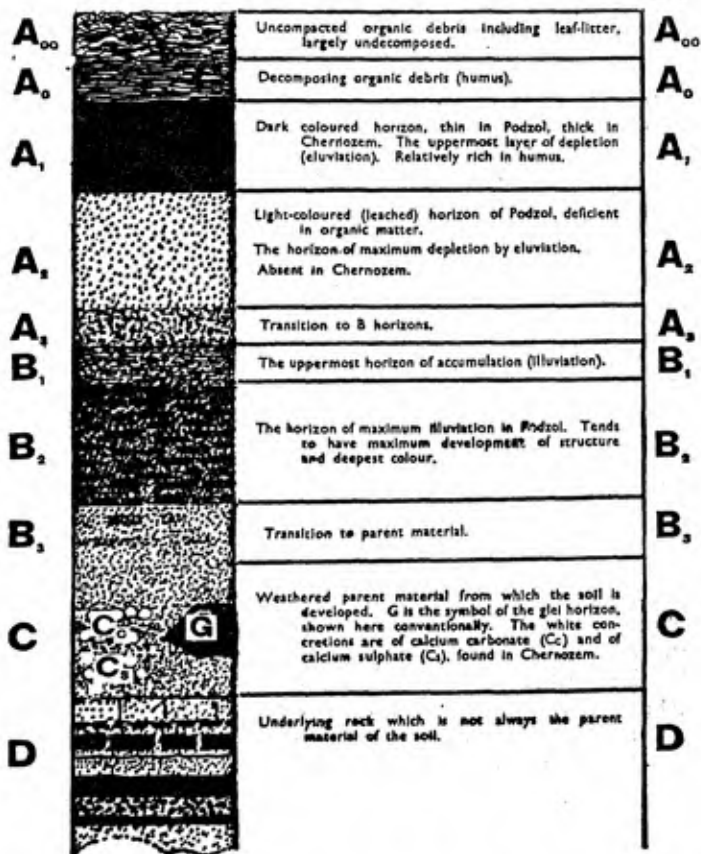 A₀₀ Uncompacted organic debris including leaf-litter, A₀₀
largely undecomposed.
A₀ Decomposing organic debris (humus). A₀
A₁ Dark coloured horizon, thin in Podzol, thick in A₁
Chernozem. The uppermost layer of depletion
(eluviation). Relatively rich in humus.
A₂ Light-coloured (leached) horizon of Podzol, deficient A₂
in organic matter.
The horizon of maximum depletion by eluviation.
Absent in Chernozem.
A₃ Transition to B horizons. A₃
B₁ The uppermost horizon of accumulation (illuviation). B₁
B₂ The horizon of maximum illuviation in Podzol. Tends B₂
to have maximum development of structure
and deepest colour.
B₃ Transition to parent material. B₃
C Weathered parent material from which the soil is C
developed. G is the symbol of the glei horizon,
shown here conventionally. The white con-
cretions are of calcium carbonate (Cc) and of
calcium sulphate (Cs), found in Chernozem.
Cc G
Cs
D Underlying rock which is not always the parent D
material of the soil.